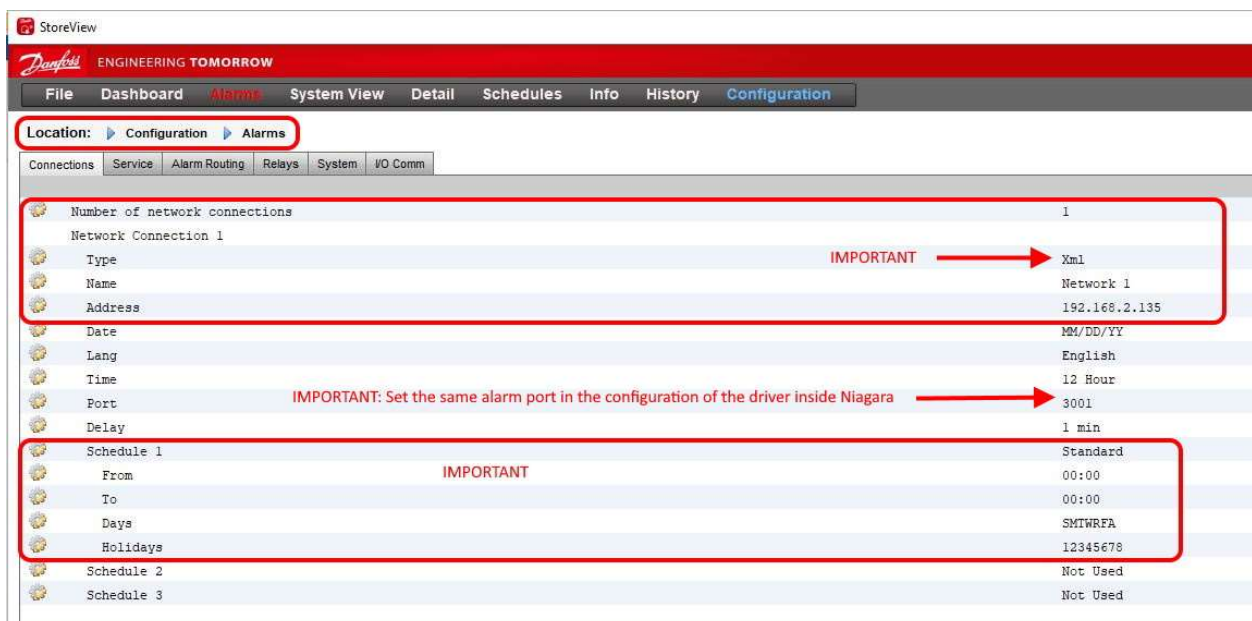 StoreView
Danfoss ENGINEERING TOMORROW
File Dashboard Alarms System View Detail Schedules Info History Configuration
Location: Configuration Alarms
Connections Service Alarm Routing Relays System I/O Comm
Number of network connections 1
Network Connection 1
Type IMPORTANT Xml
Name Network 1
Address 192.168.2.135
Date MM/DD/YY
Lang English
Time 12 Hour
Port IMPORTANT: Set the same alarm port in the configuration of the driver inside Niagara 3001
Delay 1 min
Schedule 1 Standard
From IMPORTANT 00:00
To 00:00
Days SMTWRFA
Holidays 12345678
Schedule 2 Not Used
Schedule 3 Not Used